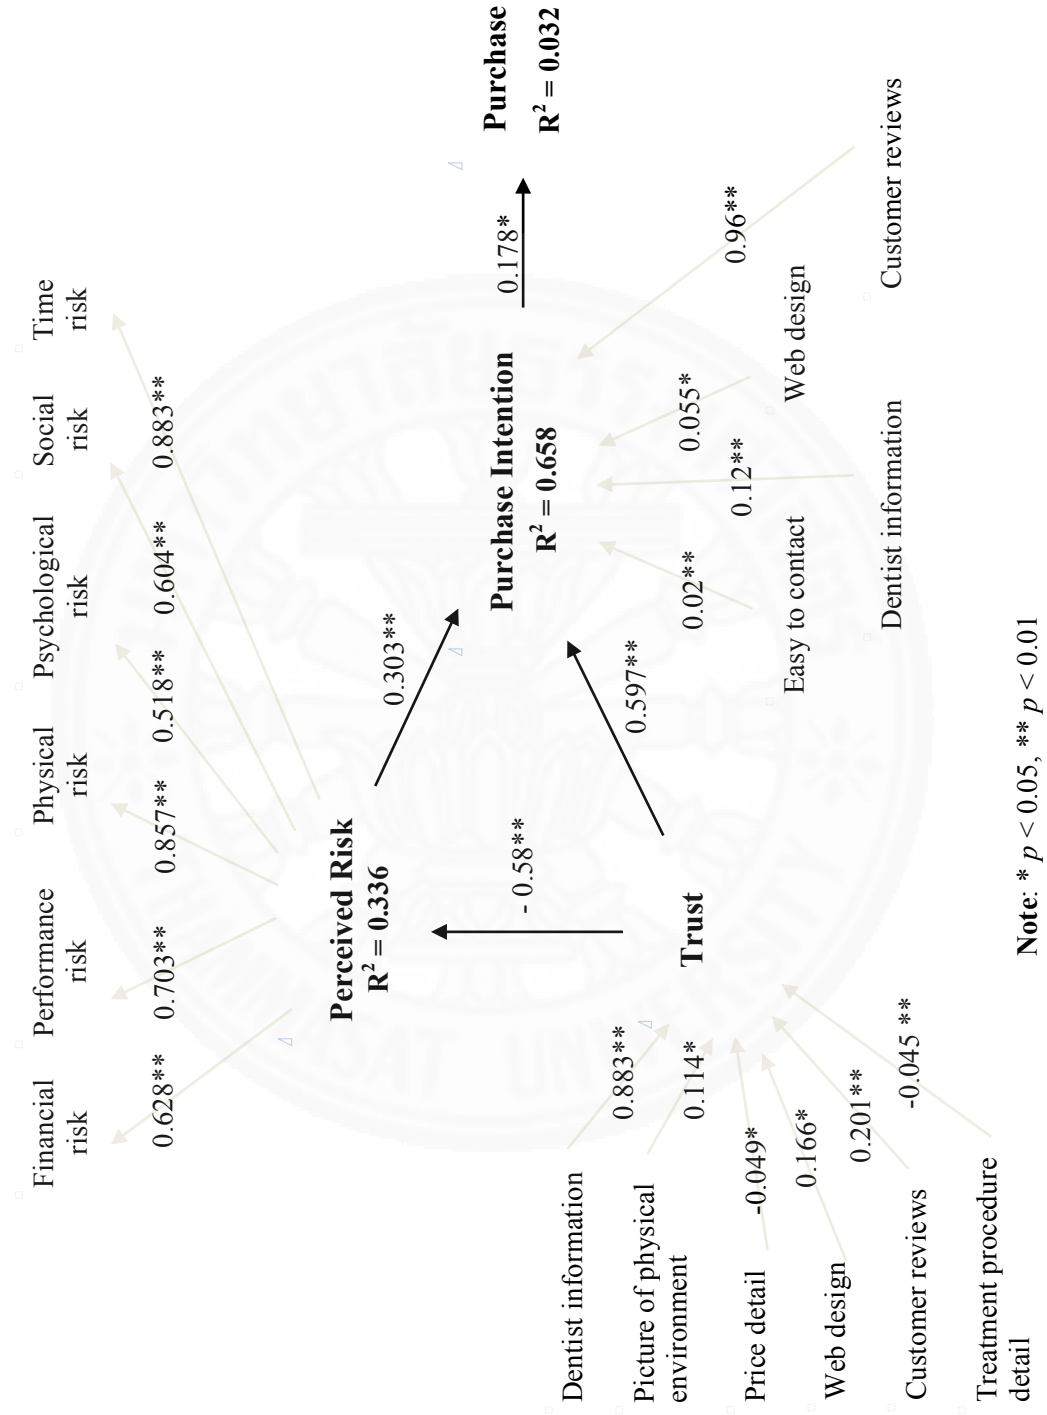 Financial
risk
Performance
risk
Physical
risk
Psychological
risk
Social
risk
Time
risk
0.628**
0.703**
0.857**
0.518**
0.604**
0.883**
Perceived Risk
R² = 0.336
0.303**
- 0.58**
Purchase Intention
R² = 0.658
0.178*
Purchase
R² = 0.032
0.597**
Trust
Dentist information
0.883**
Picture of physical
environment
0.114*
Price detail
-0.049*
Web design
0.166*
Customer reviews
0.201**
Treatment procedure
detail
-0.045 **
0.02**
Easy to contact
0.12**
Dentist information
0.055*
Web design
0.96**
Customer reviews
Note: * p < 0.05, ** p < 0.01
THAMMASAT UNIVERSITY